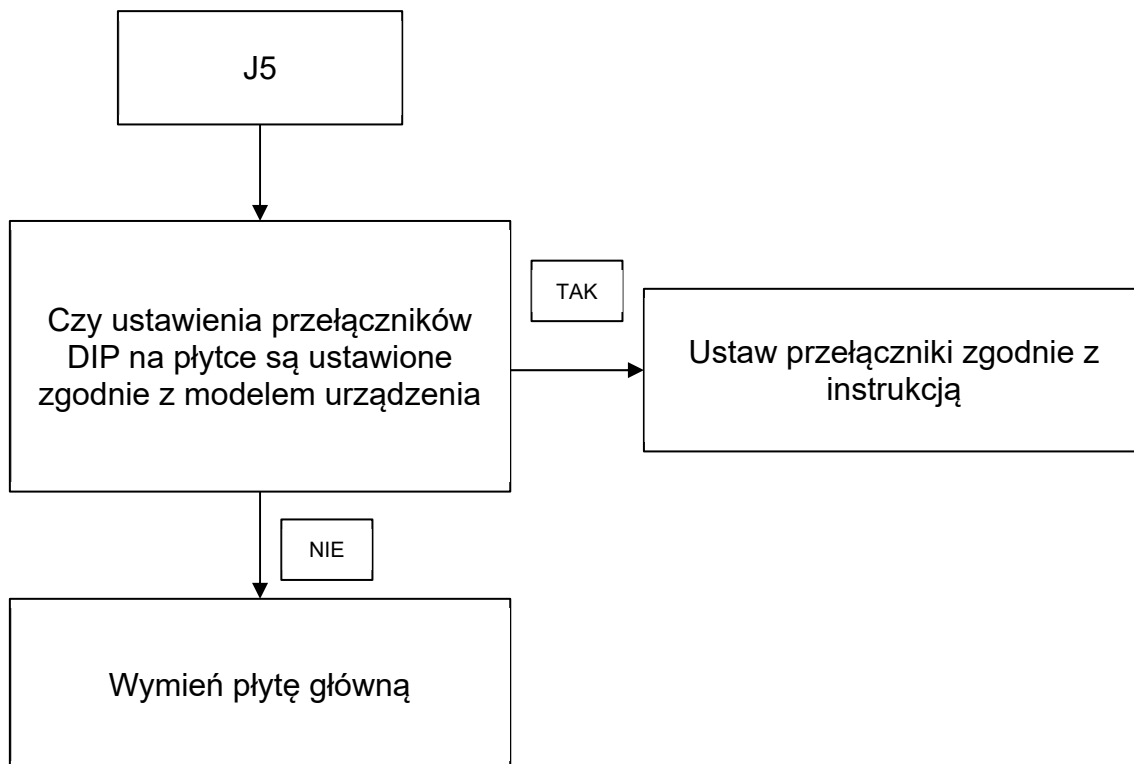 J5
Czy ustawienia przełączników
DIP na płytce są ustawione
zgodnie z modelem urządzenia
TAK
Ustaw przełączniki zgodnie z
instrukcją
NIE
Wymień płytę główną